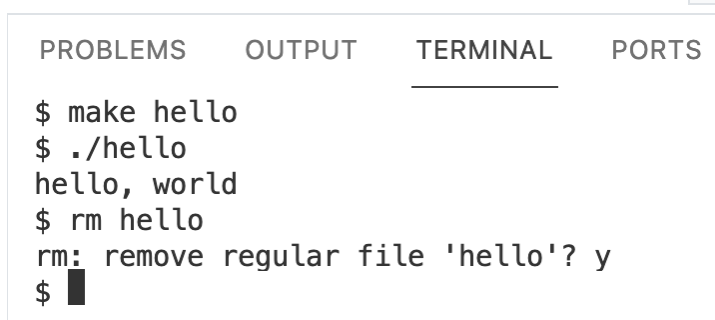 PROBLEMS OUTPUT TERMINAL PORTS
$ make hello
$ ./hello
hello, world
$ rm hello
rm: remove regular file 'hello'? y
$